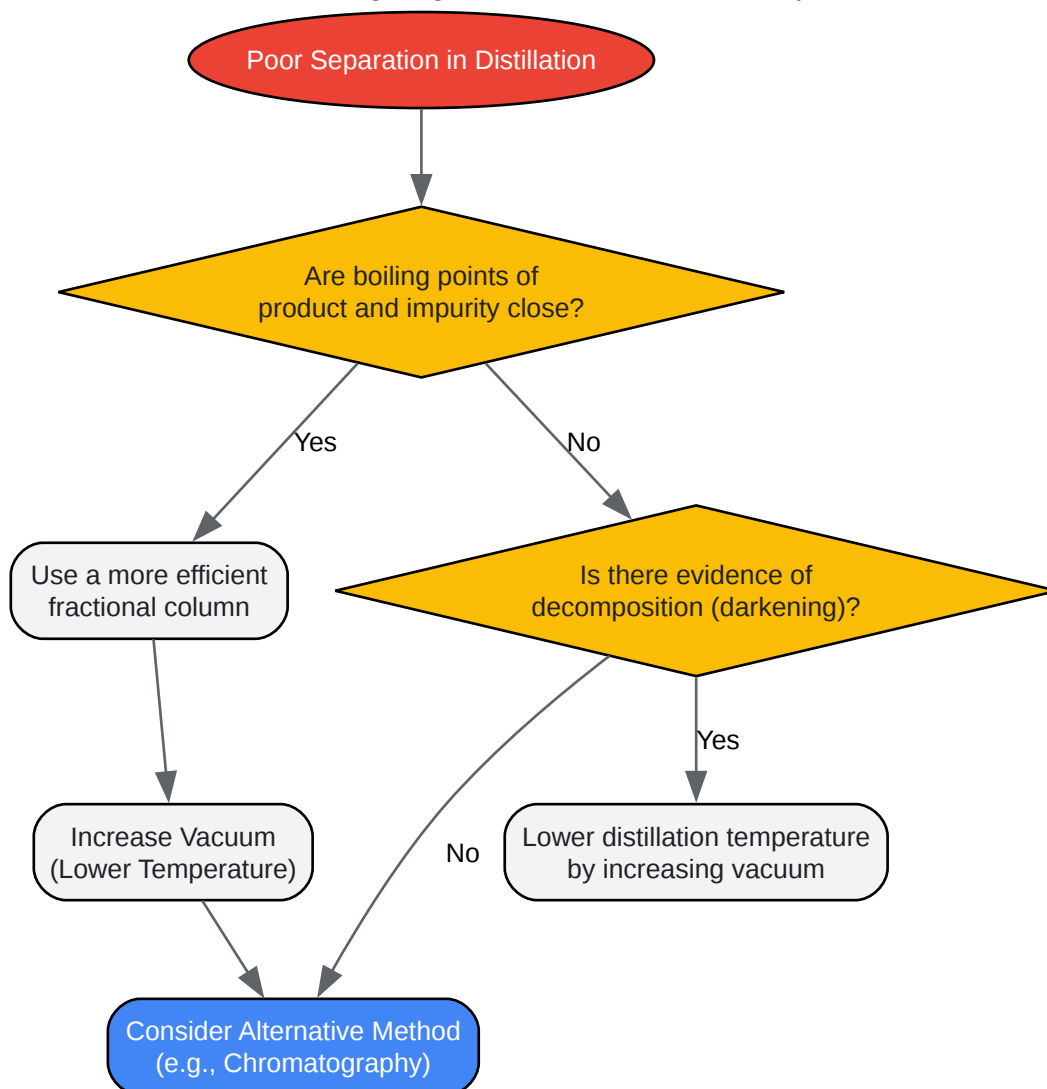 Poor Separation in Distillation
Are boiling points of
product and impurity close?
Yes
No
Use a more efficient
fractional column
Is there evidence of
decomposition (darkening)?
Yes
Increase Vacuum
(Lower Temperature)
No
Lower distillation temperature
by increasing vacuum
Consider Alternative Method
(e.g., Chromatography)